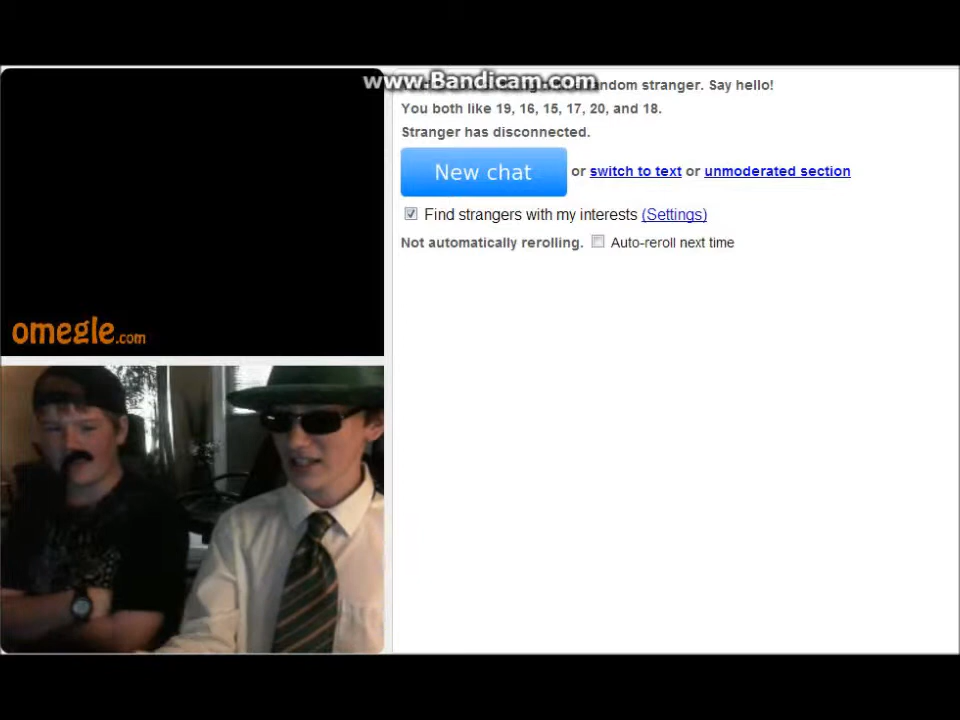 www.Bandicam.com
random stranger. Say hello!
You both like 19, 16, 15, 17, 20, and 18.
Stranger has disconnected.
New chat or switch to text or unmoderated section
Find strangers with my interests (Settings)
Not automatically rerolling. Auto-reroll next time
omegle.com